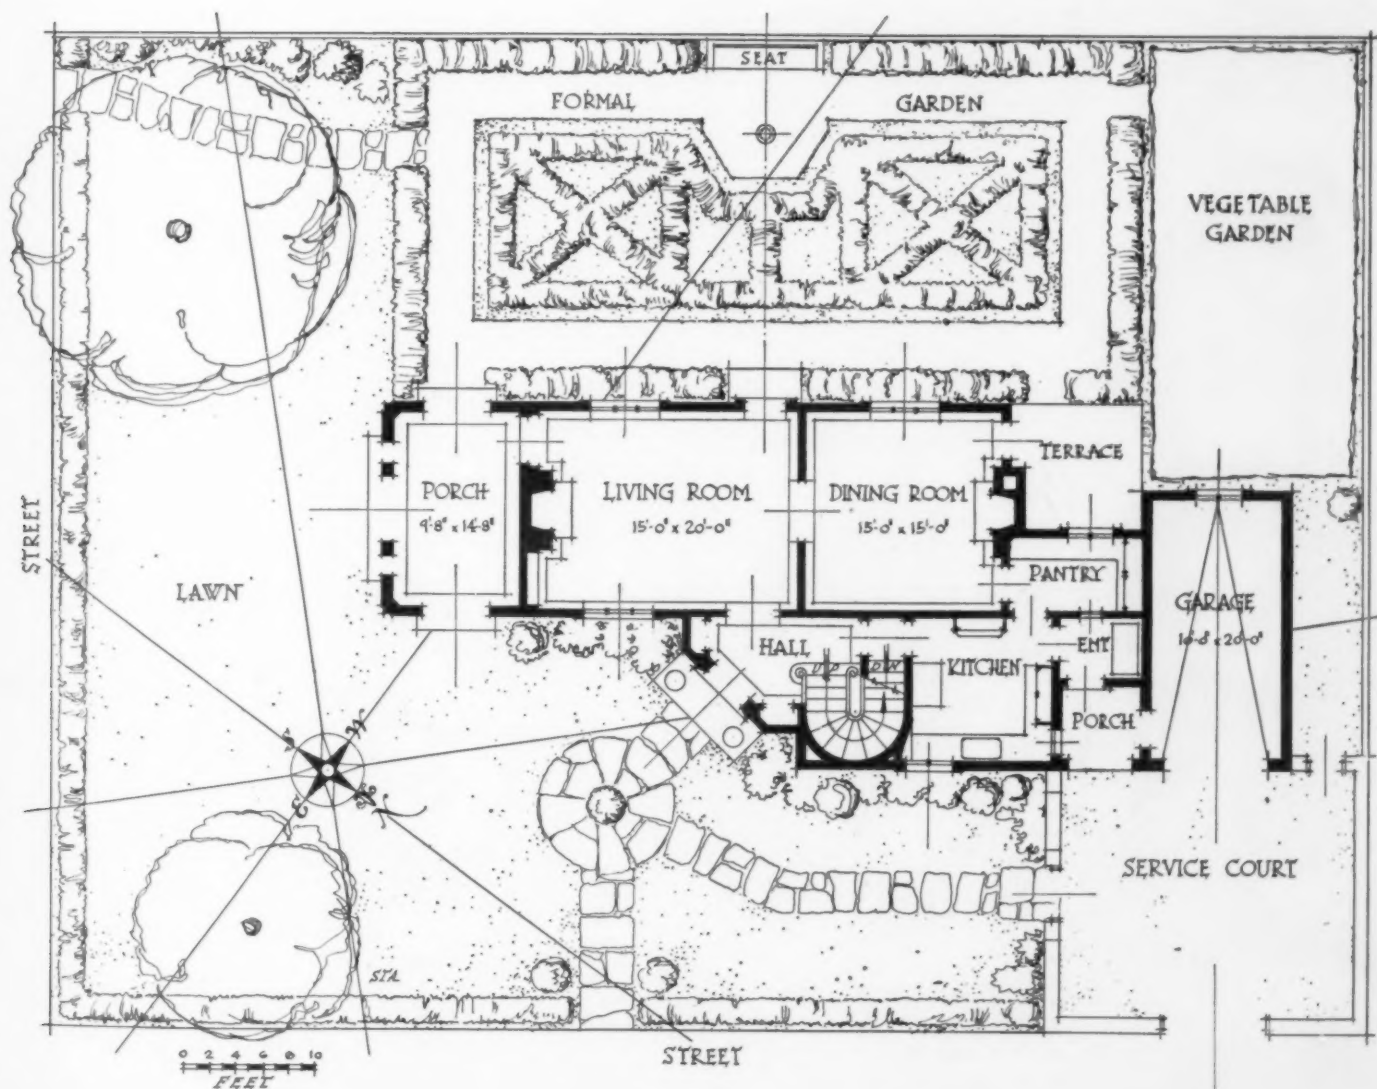 SEAT
FORMAL GARDEN
VEGETABLE
GARDEN
TERRACE
PORCH
9'-8" x 14'-8"
LIVING ROOM
15'-0" x 20'-0"
DINING ROOM
15'-0" x 15'-0"
STREET
LAWN
PANTRY
GARAGE
HALL
ENT
KITCHEN
UP
DN
PORCH
SERVICE COURT
0 2 4 6 8 10
FEET
STREET